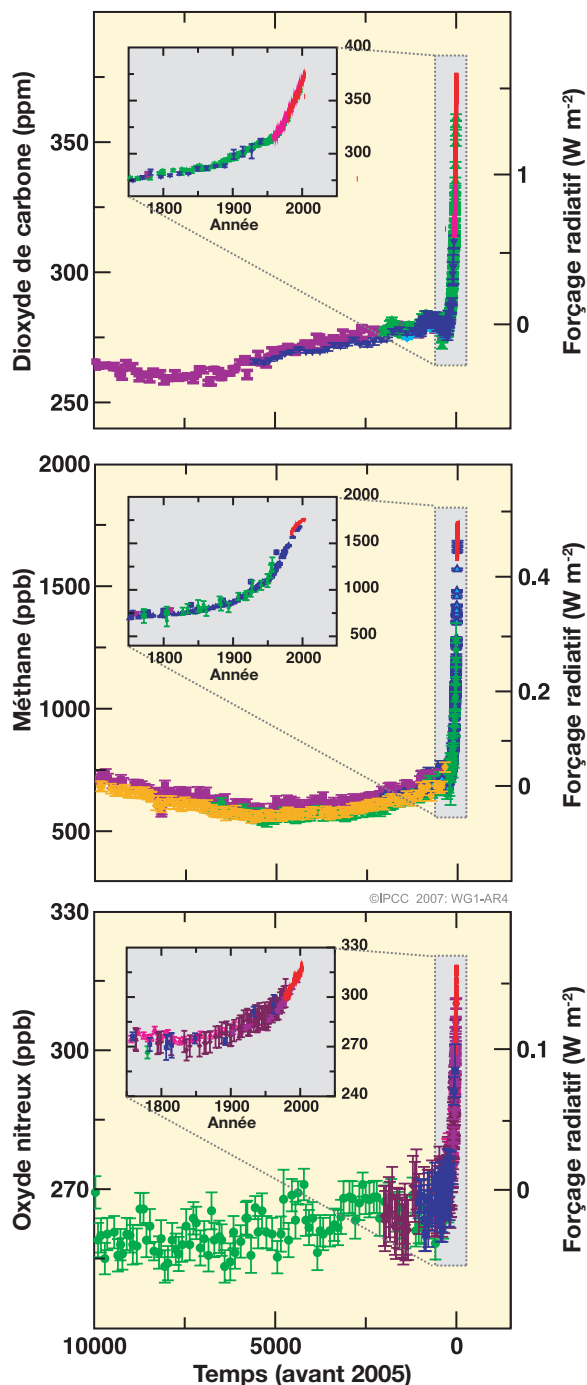 Dioxyde de carbone (ppm)
350
300
250
400
350
300
1800 1900 2000
Année
1
0
Forçage radiatif (W m-2)
Méthane (ppb)
2000
1500
1000
500
2000
1500
1000
500
1800 1900 2000
Année
0.4
0.2
0
Forçage radiatif (W m-2)
©IPCC 2007: WG1-AR4
Oxyde nitreux (ppb)
330
300
270
330
300
270
240
1800 1900 2000
Année
0.1
0
Forçage radiatif (W m-2)
10000 5000 0
Temps (avant 2005)